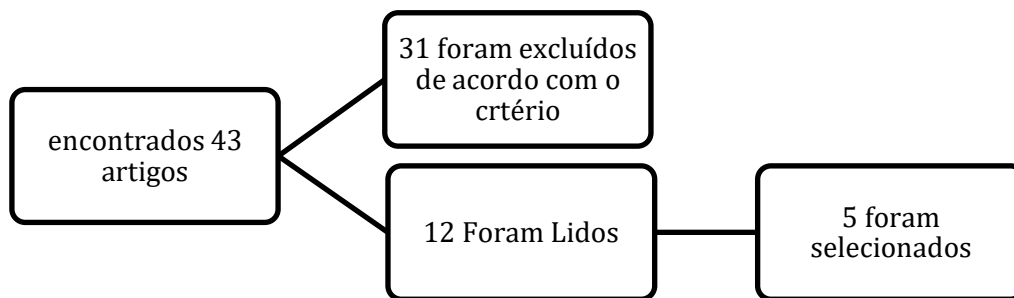 encontrados 43
artigos
31 foram excluídos
de acordo com o
crtério
12 Foram Lidos
5 foram
selecionados